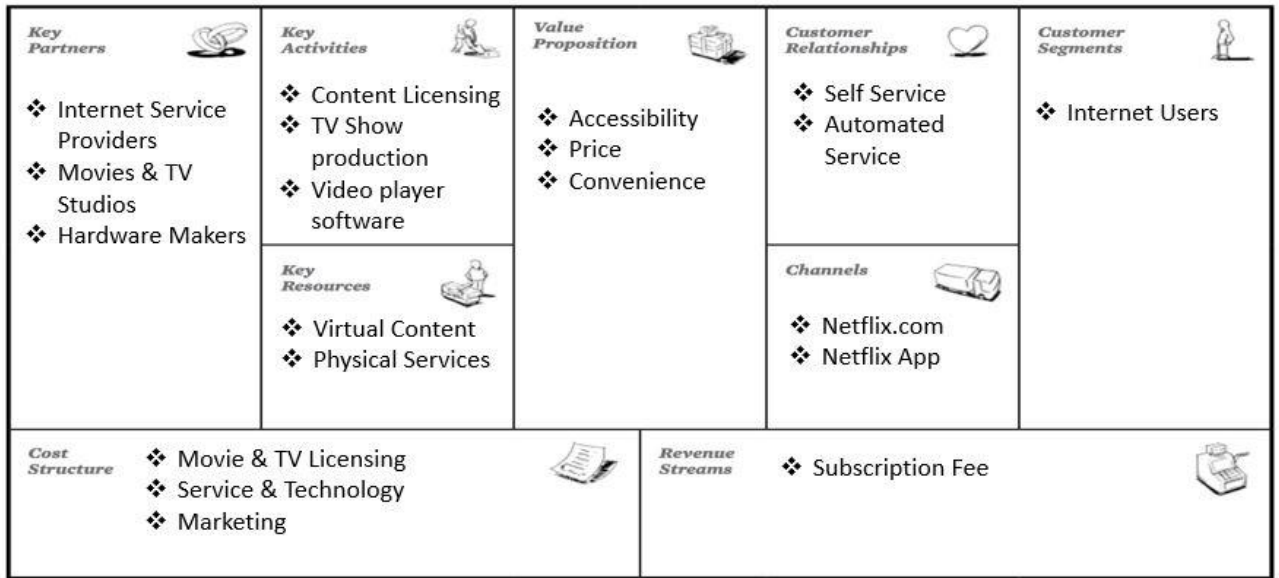 Key
Partners
❖ Internet Service
Providers
❖ Movies & TV
Studios
❖ Hardware Makers
Key
Activities
❖ Content Licensing
❖ TV Show
production
❖ Video player
software
Key
Resources
❖ Virtual Content
❖ Physical Services
Value
Proposition
❖ Accessibility
❖ Price
❖ Convenience
Customer
Relationships
❖ Self Service
❖ Automated
Service
Channels
❖ Netflix.com
❖ Netflix App
Customer
Segments
❖ Internet Users
Cost
Structure
❖ Movie & TV Licensing
❖ Service & Technology
❖ Marketing
Revenue
Streams
❖ Subscription Fee